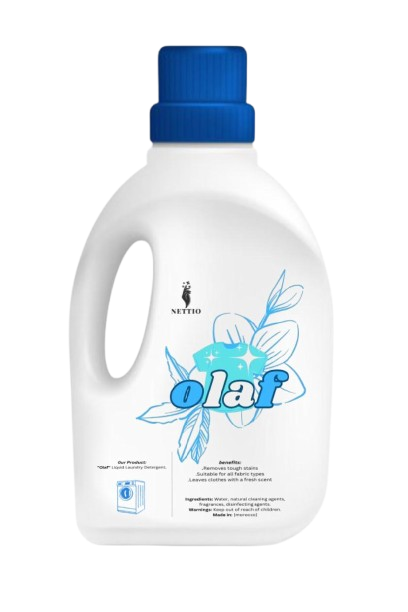 NETTIO
olaf
Our Product:
"Olaf" Liquid Laundry Detergent
benefits:
.Removes tough stains
.Suitable for all fabric types
.Leaves clothes with a fresh scent
Ingredients: Water, natural cleaning agents,
fragrances, disinfecting agents.
Warnings: Keep out of reach of children.
Made in: (morocco)